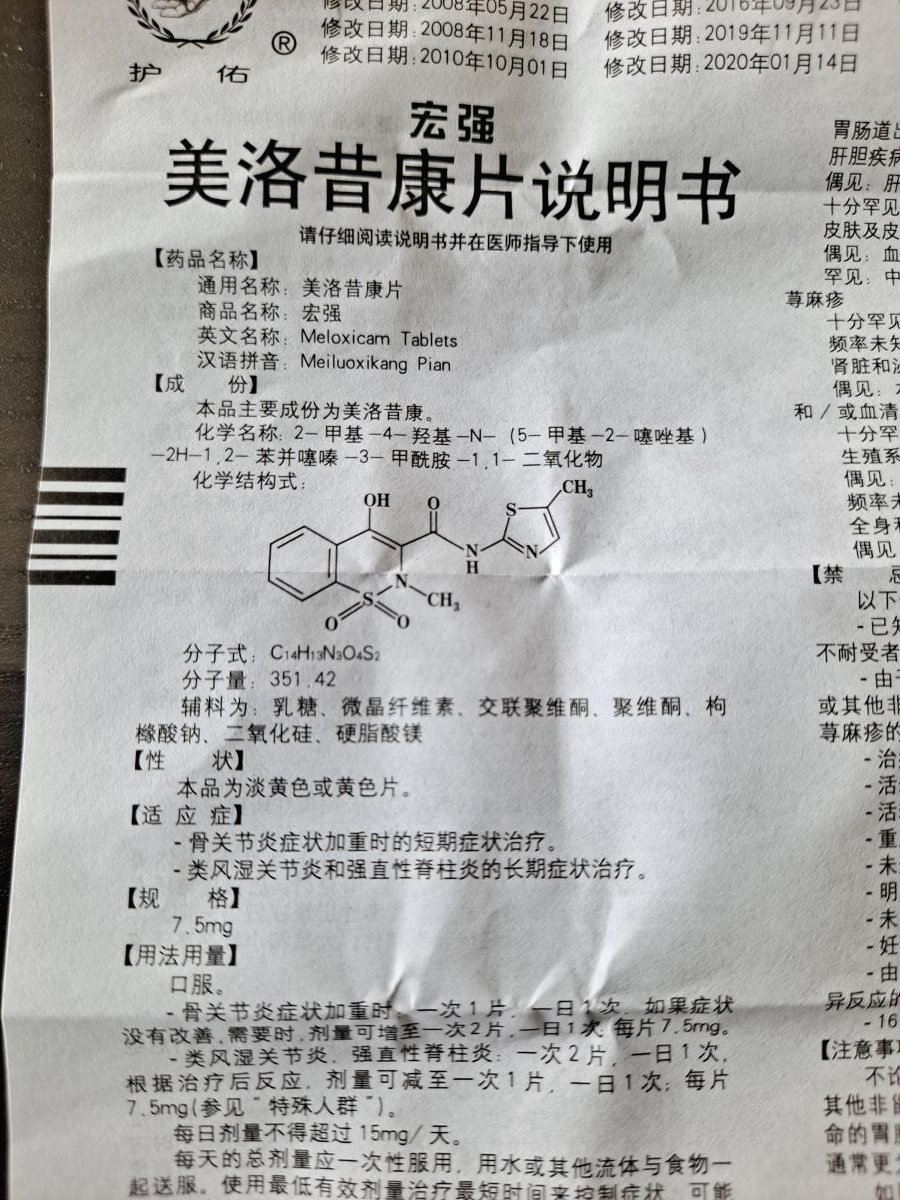 修改日期:2008年05月22日
修改日期:2008年11月18日
修改日期:2010年10月01日
修改日期:2016年09月23日
修改日期:2019年11月11日
修改日期:2020年01月14日
®
护 佑
宏强
美洛昔康片说明书
请仔细阅读说明书并在医师指导下使用
【药品名称】
通用名称：美洛昔康片
商品名称：宏强
英文名称：Meloxicam Tablets
汉语拼音：Meiluoxikang Pian
【成 份】
本品主要成份为美洛昔康。
化学名称：2-甲基-4-羟基-N-（5-甲基-2-噻唑基）
-2H-1,2-苯并噻嗪-3-甲酰胺-1,1-二氧化物
化学结构式：
OH
O
S
CH3
N
H
N
N
CH3
S
O
O
分子式：C14H13N3O4S2
分子量：351.42
辅料为：乳糖、微晶纤维素、交联聚维酮、聚维酮、枸
橼酸钠、二氧化硅、硬脂酸镁
【性 状】
本品为淡黄色或黄色片。
【适 应 症】
-骨关节炎症状加重时的短期症状治疗。
-类风湿关节炎和强直性脊柱炎的长期症状治疗。
【规 格】
7.5mg
【用法用量】
口服。
-骨关节炎症状加重时：一次1片，一日1次，如果症状
没有改善，需要时，剂量可增至一次2片，一日1次，每片7.5mg。
-类风湿关节炎，强直性脊柱炎：一次2片，一日1次，
根据治疗后反应，剂量可减至一次1片，一日1次；每片
7.5mg(参见“特殊人群”)。
每日剂量不得超过15mg/天。
每天的总剂量应一次性服用，用水或其他流体与食物一
起送服。使用最低有效剂量治疗最短时间来控制症状，可能
胃肠道出
肝胆疾病
偶见：肝
十分罕见
皮肤及皮
偶见：血
罕见：中
荨麻疹
十分罕见
频率未知
肾脏和泌
偶见：
和/或血清
十分罕
生殖系
偶见：
频率未
全身和
偶见
【禁 忌
以下
-已知
不耐受者
-由于
或其他非
荨麻疹的
-治
-活
-活
-重
-未
-明
-未
-妊
-由
异反应的
-16
【注意事项
不论
其他非甾
命的胃肠
通常更为
如